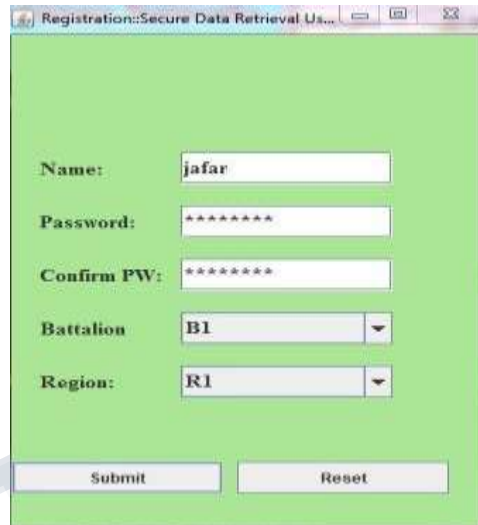 Registration::Secure Data Retrieval Us...
Name: jafar
Password: ********
Confirm PW: ********
Battalion B1
Region: R1
Submit Reset